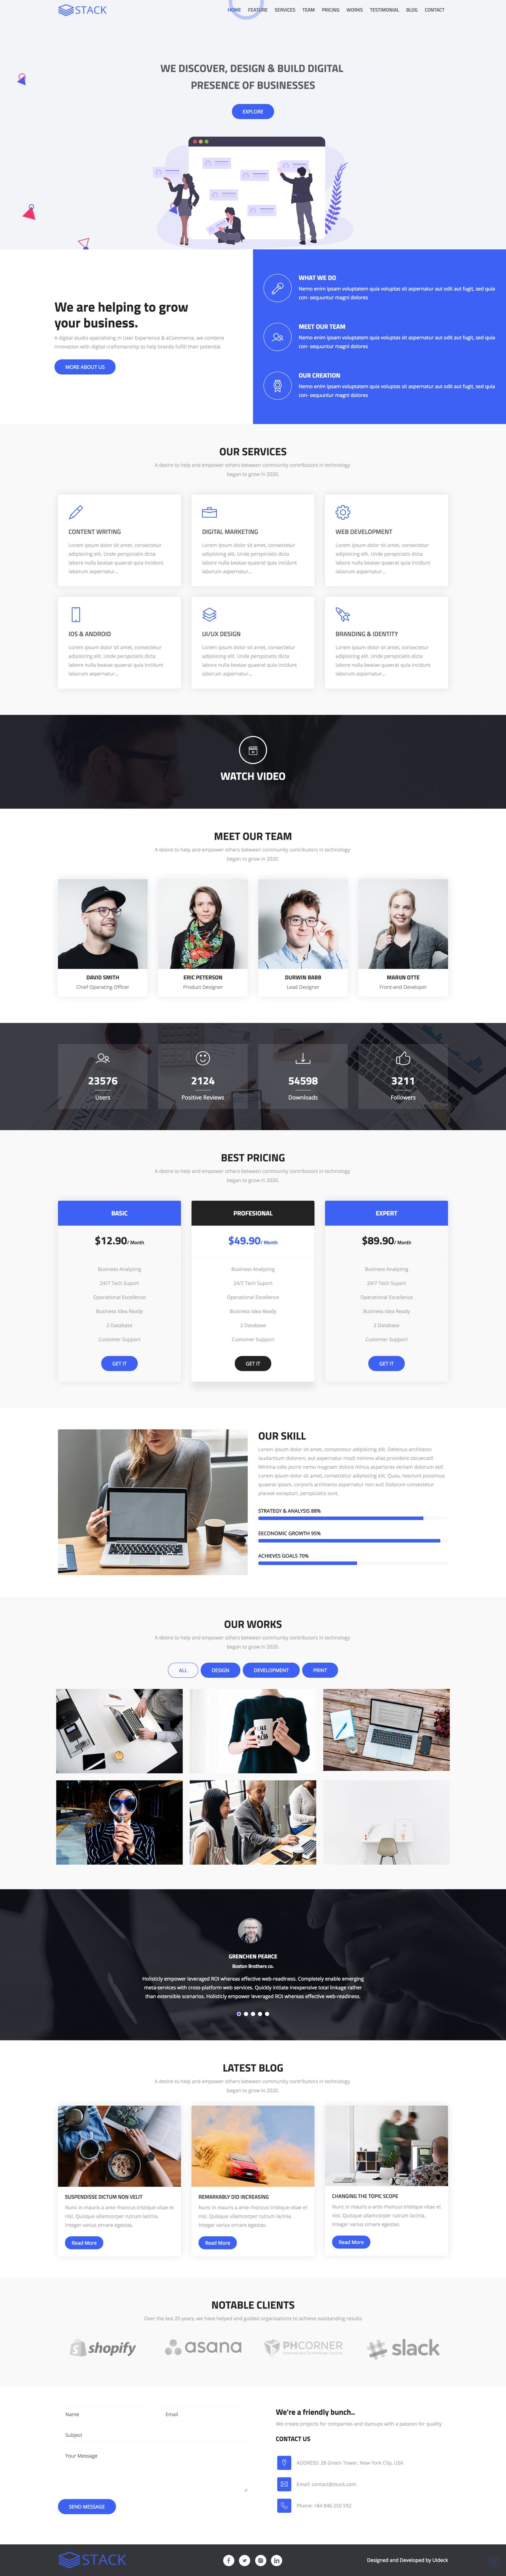 STACK
HOME FEATURE SERVICES TEAM PRICING WORKS TESTIMONIAL BLOG CONTACT
WE DISCOVER, DESIGN & BUILD DIGITAL
PRESENCE OF BUSINESSES
EXPLORE
We are helping to grow
your business.
A digital studio specialising in User Experience & eCommerce, we combine
innovation with digital craftsmanship to help brands fulfill their potential.
MORE ABOUT US
WHAT WE DO
Nemo enim ipsam voluptatem quia voluptas sit aspernatur aut odit aut fugit, sed quia
con- sequuntur magni dolores
MEET OUR TEAM
Nemo enim ipsam voluptatem quia voluptas sit aspernatur aut odit aut fugit, sed quia
con- sequuntur magni dolores
OUR CREATION
Nemo enim ipsam voluptatem quia voluptas sit aspernatur aut odit aut fugit, sed quia
con- sequuntur magni dolores
OUR SERVICES
A desire to help and empower others between community contributors in technology
began to grow in 2020.
CONTENT WRITING
Lorem ipsum dolor sit amet, consectetur
adipisicing elit. Unde perspiciatis dicta
labore nulla beatae quaerat quia incidunt
laborum aspernatur...
DIGITAL MARKETING
Lorem ipsum dolor sit amet, consectetur
adipisicing elit. Unde perspiciatis dicta
labore nulla beatae quaerat quia incidunt
laborum aspernatur...
WEB DEVELOPMENT
Lorem ipsum dolor sit amet, consectetur
adipisicing elit. Unde perspiciatis dicta
labore nulla beatae quaerat quia incidunt
laborum aspernatur...
IOS & ANDROID
Lorem ipsum dolor sit amet, consectetur
adipisicing elit. Unde perspiciatis dicta
labore nulla beatae quaerat quia incidunt
laborum aspernatur...
UI/UX DESIGN
Lorem ipsum dolor sit amet, consectetur
adipisicing elit. Unde perspiciatis dicta
labore nulla beatae quaerat quia incidunt
laborum aspernatur...
BRANDING & IDENTITY
Lorem ipsum dolor sit amet, consectetur
adipisicing elit. Unde perspiciatis dicta
labore nulla beatae quaerat quia incidunt
laborum aspernatur...
WATCH VIDEO
MEET OUR TEAM
A desire to help and empower others between community contributors in technology
began to grow in 2020.
DAVID SMITH
Chief Operating Officer
ERIC PETERSON
Product Designer
DURWIN BABB
Lead Designer
MARIJN OTTE
Front-end Developer
23576
Users
2124
Positive Reviews
54598
Downloads
3211
Followers
BEST PRICING
A desire to help and empower others between community contributors in technology
began to grow in 2020.
BASIC
$12.90/ Month
Business Analyzing
24/7 Tech Suport
Operational Excellence
Business Idea Ready
2 Database
Customer Support
GET IT
PROFESIONAL
$49.90/ Month
Business Analyzing
24/7 Tech Suport
Operational Excellence
Business Idea Ready
2 Database
Customer Support
GET IT
EXPERT
$89.90/ Month
Business Analyzing
24/7 Tech Suport
Operational Excellence
Business Idea Ready
2 Database
Customer Support
GET IT
OUR SKILL
Lorem ipsum dolor sit amet, consectetur adipisicing elit. Delectus architecto
laudantium dolorem, aut aspernatur modi minima alias provident obcaecati!
Minima odio porro nemo magnam dolore minus asperiores veniam dolorum est!
Lorem ipsum dolor sit amet, consectetur adipisicing elit. Quas, nesciunt possimus
quaerat ipsam, corporis architecto aspernatur non aut! Dolorum consectetur
placeat excepturi, perspiciatis sunt.
STRATEGY & ANALYSIS 88%
EECONOMIC GROWTH 95%
ACHIEVES GOALS 70%
OUR WORKS
A desire to help and empower others between community contributors in technology
began to grow in 2020.
ALL DESIGN DEVELOPMENT PRINT
GRENCHEN PEARCE
Boston Brothers co.
Holisticly empower leveraged ROI whereas effective web-readiness. Completely enable emerging
meta-services with cross-platform web services. Quickly initiate inexpensive total linkage rather
than extensible scenarios. Holisticly empower leveraged ROI whereas effective web-readiness.
LATEST BLOG
A desire to help and empower others between community contributors in technology
began to grow in 2020.
SUSPENDISSE DICTUM NON VELIT
Nunc in mauris a ante rhoncus tristique vitae et
nisl. Quisque ullamcorper rutrum lacinia.
Integer varius ornare egestas.
Read More
REMARKABLY DID INCREASING
Nunc in mauris a ante rhoncus tristique vitae et
nisl. Quisque ullamcorper rutrum lacinia.
Integer varius ornare egestas.
Read More
CHANGING THE TOPIC SCOPE
Nunc in mauris a ante rhoncus tristique vitae et
nisl. Quisque ullamcorper rutrum lacinia.
Integer varius ornare egestas.
Read More
NOTABLE CLIENTS
Over the last 20 years, we have helped and guided organisations to achieve outstanding results
shopify
asana
PHCORNER
slack
Name
Email
Subject
Your Message
SEND MESSAGE
We're a friendly bunch..
We create projects for companies and startups with a passion for quality
CONTACT US
ADDRESS: 28 Green Tower, New York City, USA
Email: contact@stuck.com
Phone: +84 846 250 592
STACK
Designed and Developed by UIdeck